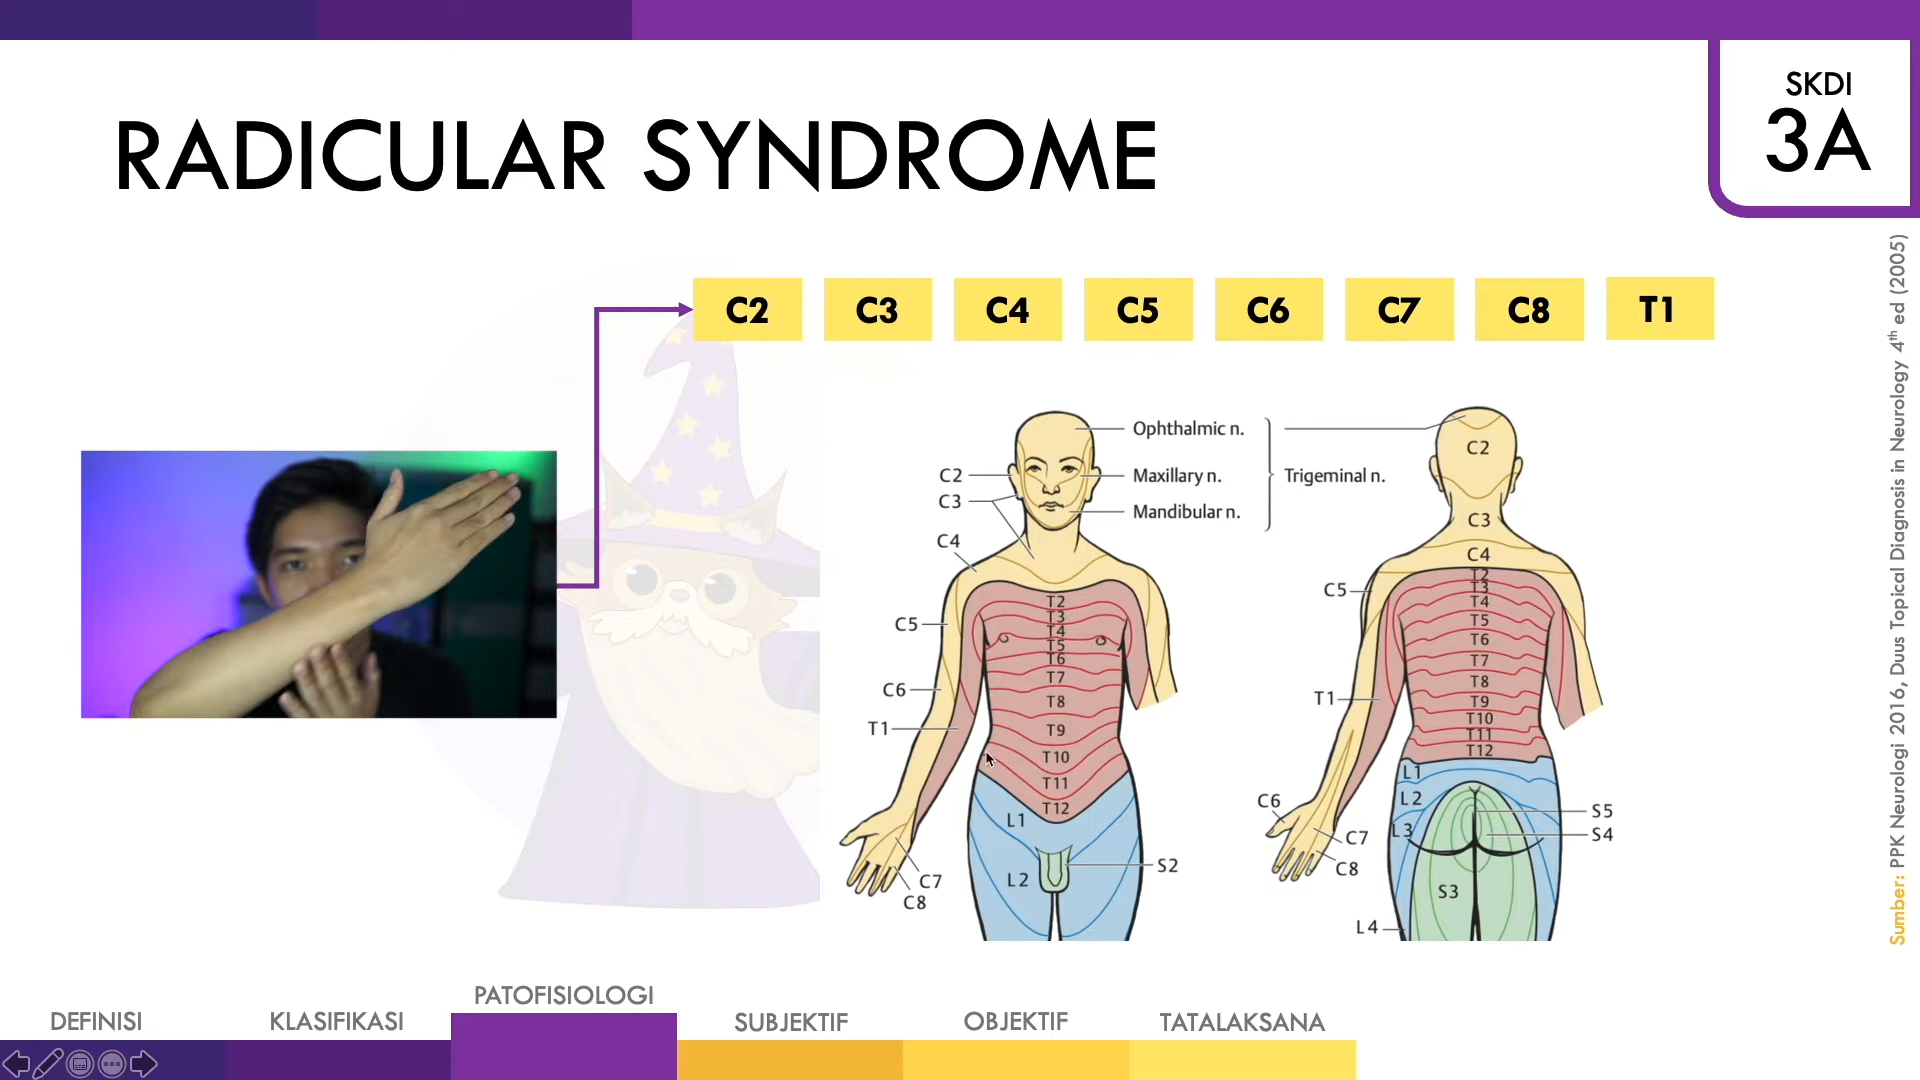 SKDI
3A
RADICULAR SYNDROME
C2 C3 C4 C5 C6 C7 C8 T1
Ophthalmic n.
Maxillary n.
Mandibular n.
Trigeminal n.
C2
C3
C4
C5
C6
T1
C7
C8
T2
T3
T4
T5
T6
T7
T8
T9
T10
T11
T12
L1
L2
S2
C2
C3
C4
C5
T2
T3
T4
T5
T6
T7
T8
T9
T10
T11
T12
T1
C6
C7
C8
L1
L2
L3
L4
S5
S4
S3
Sumber: PPK Neurologi 2016, Duus Topical Diagnosis in Neurology 4th ed (2005)
DEFINISI KLASIFIKASI PATOFISIOLOGI SUBJEKTIF OBJEKTIF TATALAKSANA